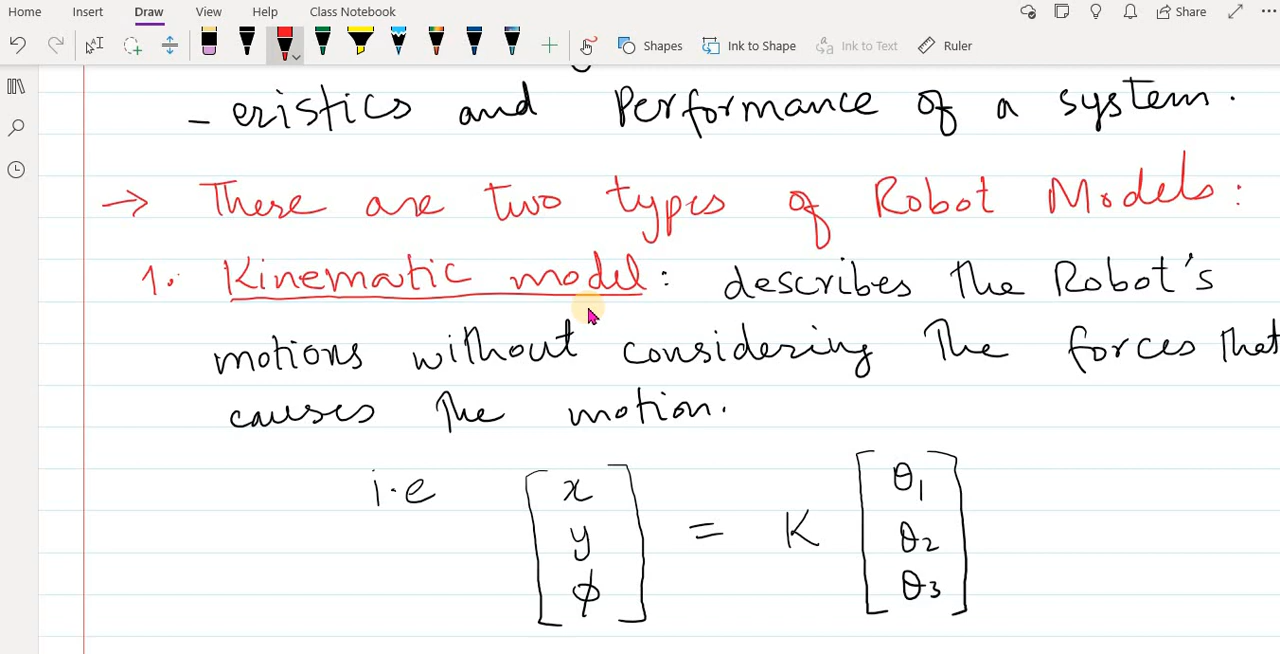 Home Insert Draw View Help Class Notebook Share
Shapes Ink to Shape Ink to Text Ruler
- eristics and Performance of a system.
→ There are two types of Robot Models:
1. Kinematic model: describes the Robot's
motions without considering The forces that
causes The motion.
i.e [x y φ] = K [θ1 θ2 θ3]